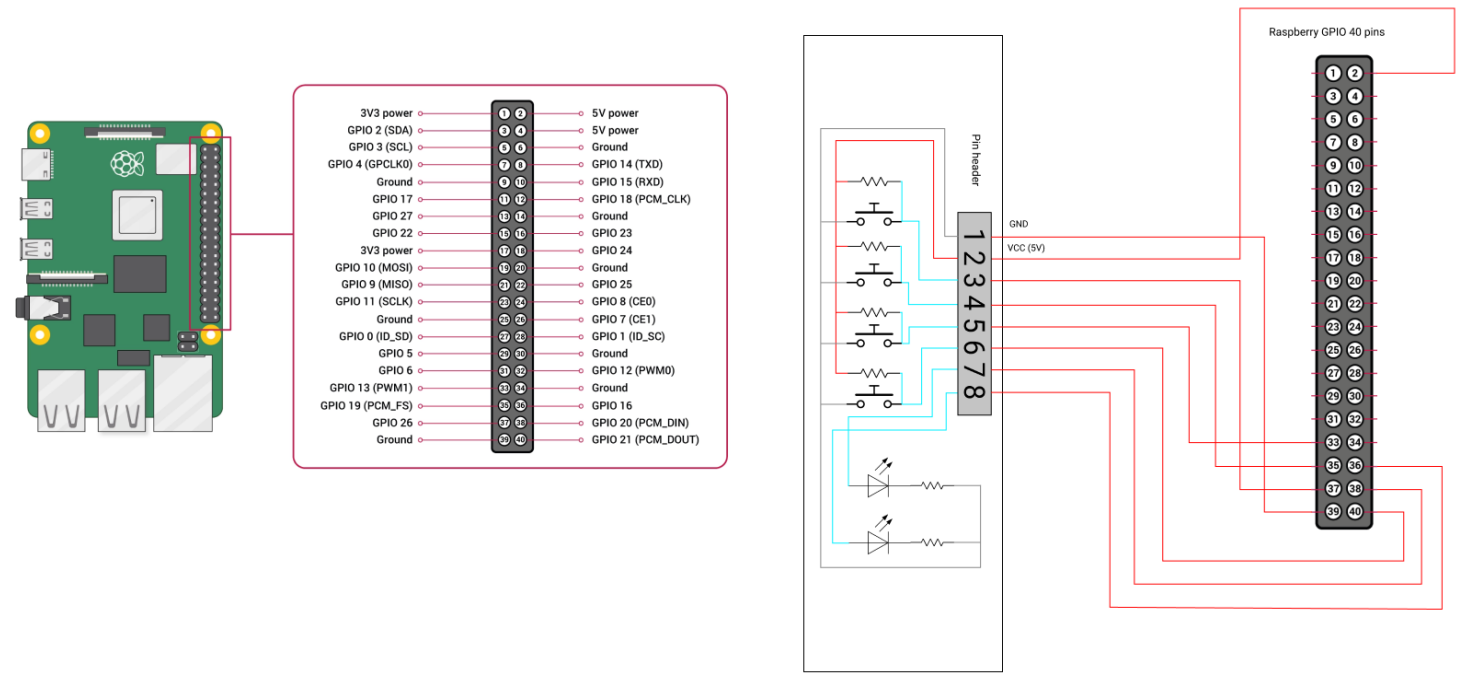 3V3 power 1 2 5V power
GPIO 2 (SDA) 3 4 5V power
GPIO 3 (SCL) 5 6 Ground
GPIO 4 (GPCLK0) 7 8 GPIO 14 (TXD)
Ground 9 10 GPIO 15 (RXD)
GPIO 17 11 12 GPIO 18 (PCM_CLK)
GPIO 27 13 14 Ground
GPIO 22 15 16 GPIO 23
3V3 power 17 18 GPIO 24
GPIO 10 (MOSI) 19 20 Ground
GPIO 9 (MISO) 21 22 GPIO 25
GPIO 11 (SCLK) 23 24 GPIO 8 (CE0)
Ground 25 26 GPIO 7 (CE1)
GPIO 0 (ID_SD) 27 28 GPIO 1 (ID_SC)
GPIO 5 29 30 Ground
GPIO 6 31 32 GPIO 12 (PWM0)
GPIO 13 (PWM1) 33 34 Ground
GPIO 19 (PCM_FS) 35 36 GPIO 16
GPIO 26 37 38 GPIO 20 (PCM_DIN)
Ground 39 40 GPIO 21 (PCM_DOUT)
Pin header
1
2
3
4
5
6
7
8
GND
VCC (5V)
Raspberry GPIO 40 pins
1 2
3 4
5 6
7 8
9 10
11 12
13 14
15 16
17 18
19 20
21 22
23 24
25 26
27 28
29 30
31 32
33 34
35 36
37 38
39 40